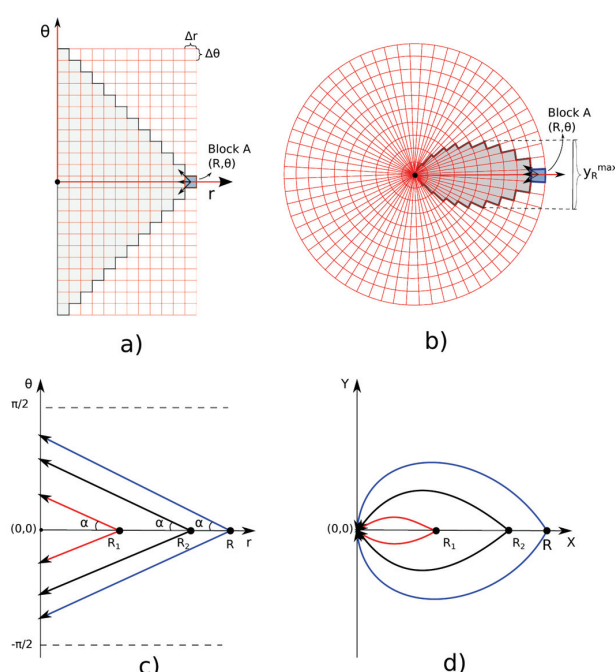 θ
Δr
Δθ
Block A
(R,θ)
r
a)
Block A
(R,θ)
y_R^max
b)
θ
π/2
α α α
(0,0)
R₁ R₂ R r
-π/2
c)
Y
(0,0)
R₁ R₂ R X
d)